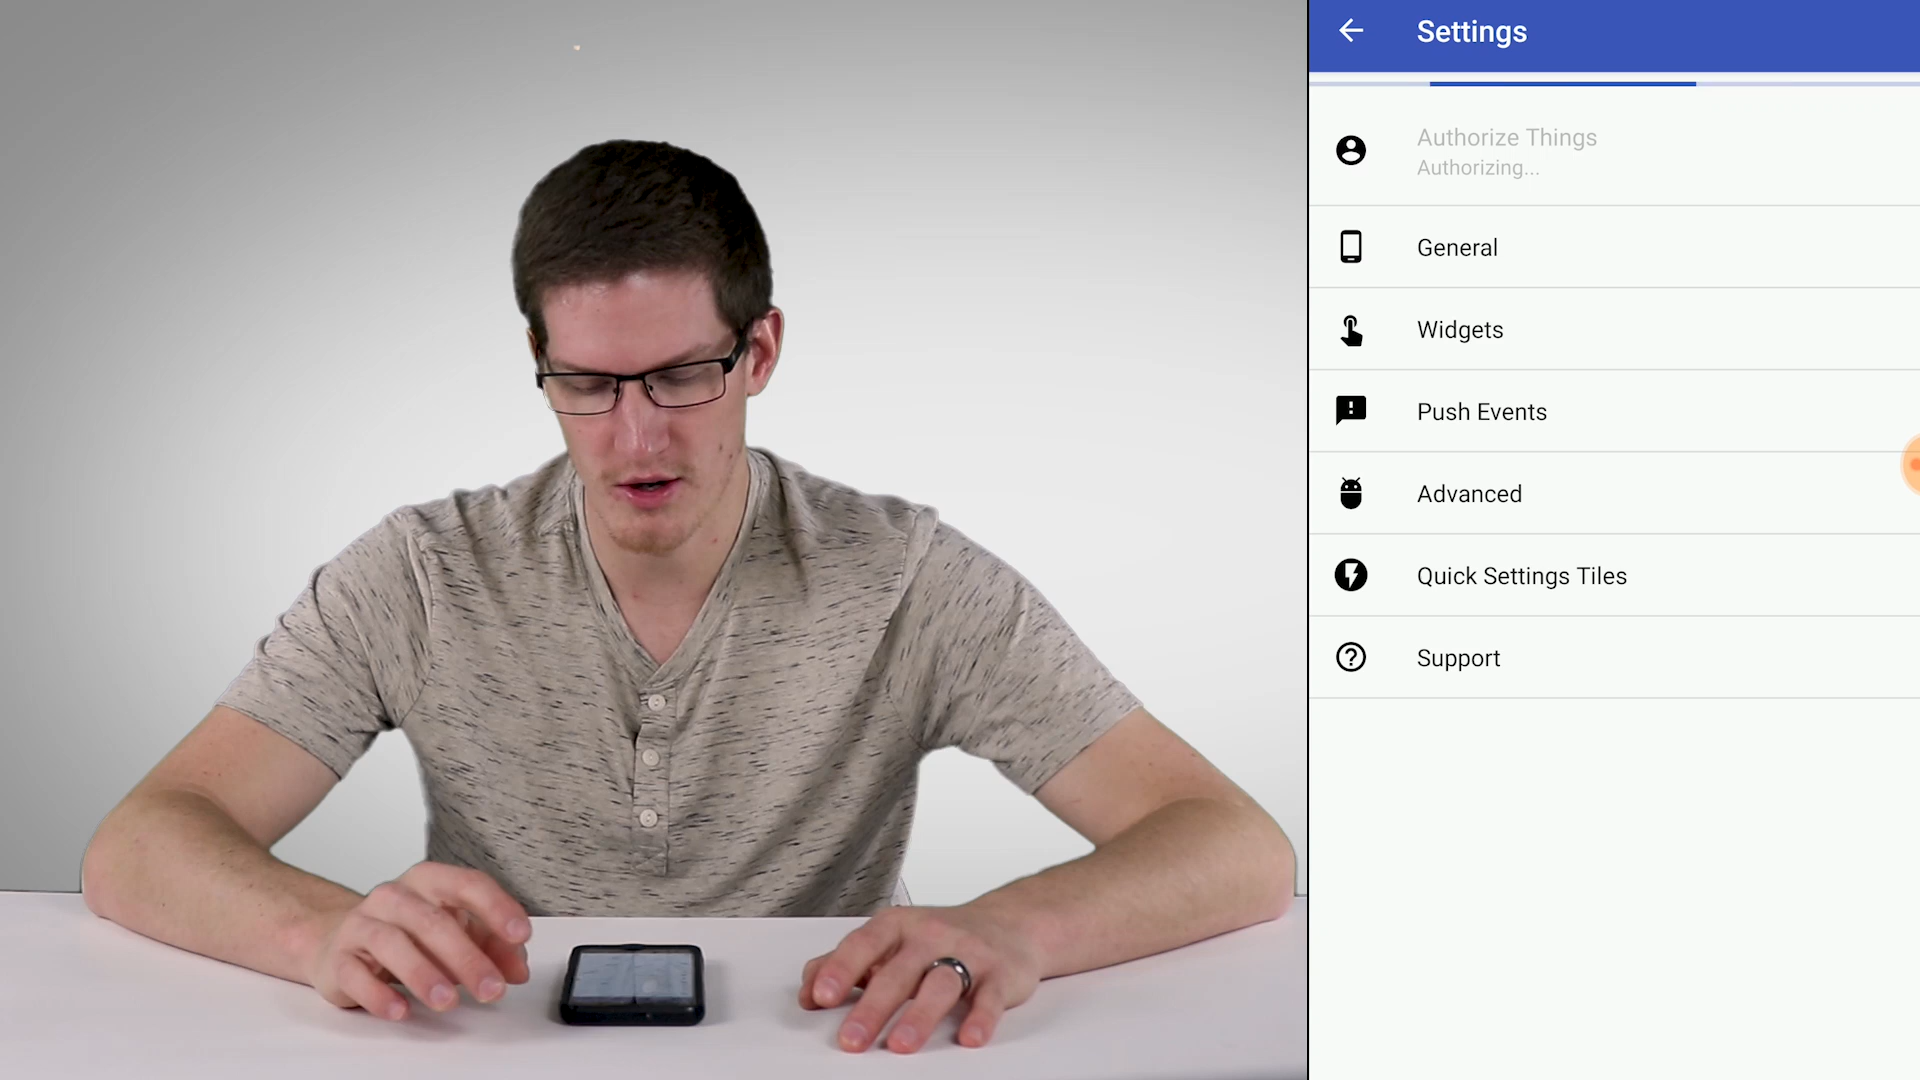 Settings
Authorize Things
Authorizing...
General
Widgets
Push Events
Advanced
Quick Settings Tiles
Support